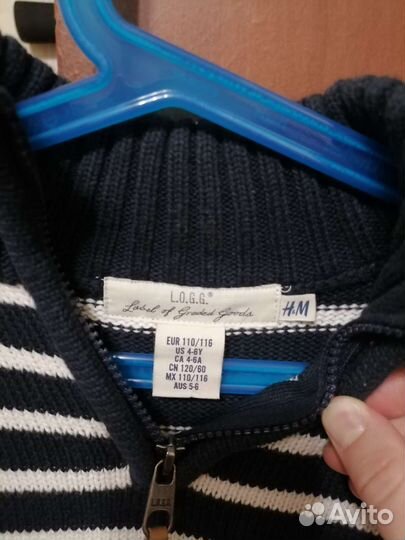 L.O.G.G.®
Label of Graded Goods
H&M
EUR 110/116
US 4-6Y
CA 4-6A
CN 120/60
MX 110/116
AUS 5-6
Avito